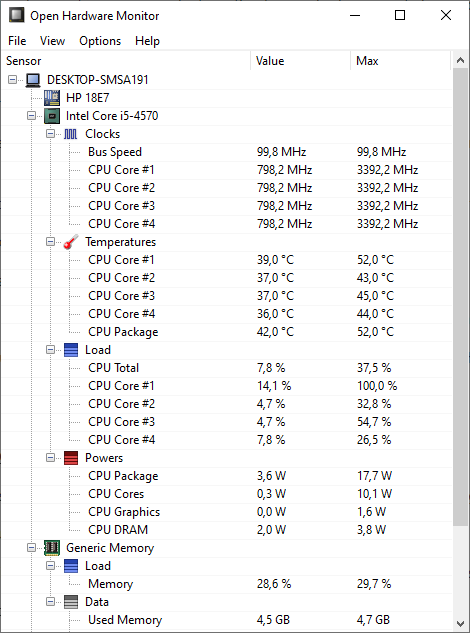 Open Hardware Monitor
File View Options Help
Sensor Value Max
DESKTOP-SMSA191
HP 18E7
Intel Core i5-4570
Clocks
Bus Speed 99,8 MHz 99,8 MHz
CPU Core #1 798,2 MHz 3392,2 MHz
CPU Core #2 798,2 MHz 3392,2 MHz
CPU Core #3 798,2 MHz 3392,2 MHz
CPU Core #4 798,2 MHz 3392,2 MHz
Temperatures
CPU Core #1 39,0 °C 52,0 °C
CPU Core #2 37,0 °C 43,0 °C
CPU Core #3 37,0 °C 45,0 °C
CPU Core #4 36,0 °C 44,0 °C
CPU Package 42,0 °C 52,0 °C
Load
CPU Total 7,8 % 37,5 %
CPU Core #1 14,1 % 100,0 %
CPU Core #2 4,7 % 32,8 %
CPU Core #3 4,7 % 54,7 %
CPU Core #4 7,8 % 26,5 %
Powers
CPU Package 3,6 W 17,7 W
CPU Cores 0,3 W 10,1 W
CPU Graphics 0,0 W 1,6 W
CPU DRAM 2,0 W 3,8 W
Generic Memory
Load
Memory 28,6 % 29,7 %
Data
Used Memory 4,5 GB 4,7 GB